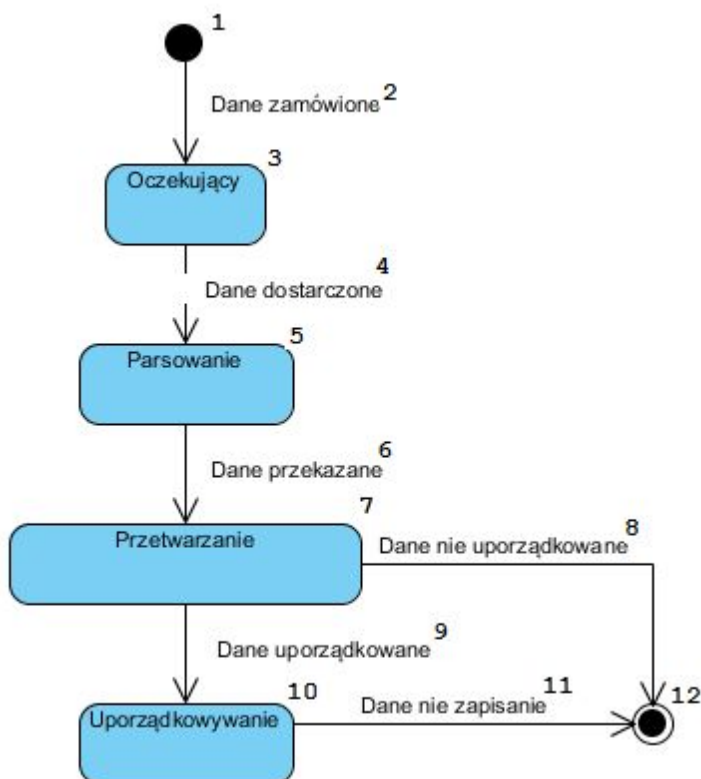 1
Dane zamówione 2
3
Oczekujący
4
Dane dostarczone
5
Parsowanie
6
Dane przekazane
7
Przetwarzanie
8
Dane nie uporządkowane
9
Dane uporządkowane
10
Uporządkowywanie
11
Dane nie zapisanie
12